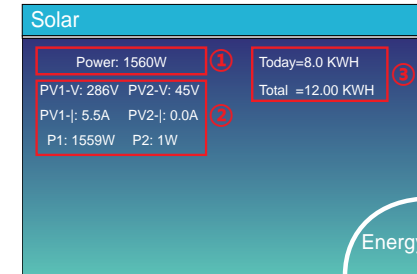 Solar
Power: 1560W ①
PV1-V: 286V PV2-V: 45V
PV1-|: 5.5A PV2-|: 0.0A ②
P1: 1559W P2: 1W
Today=8.0 KWH
Total =12.00 KWH ③
Energy